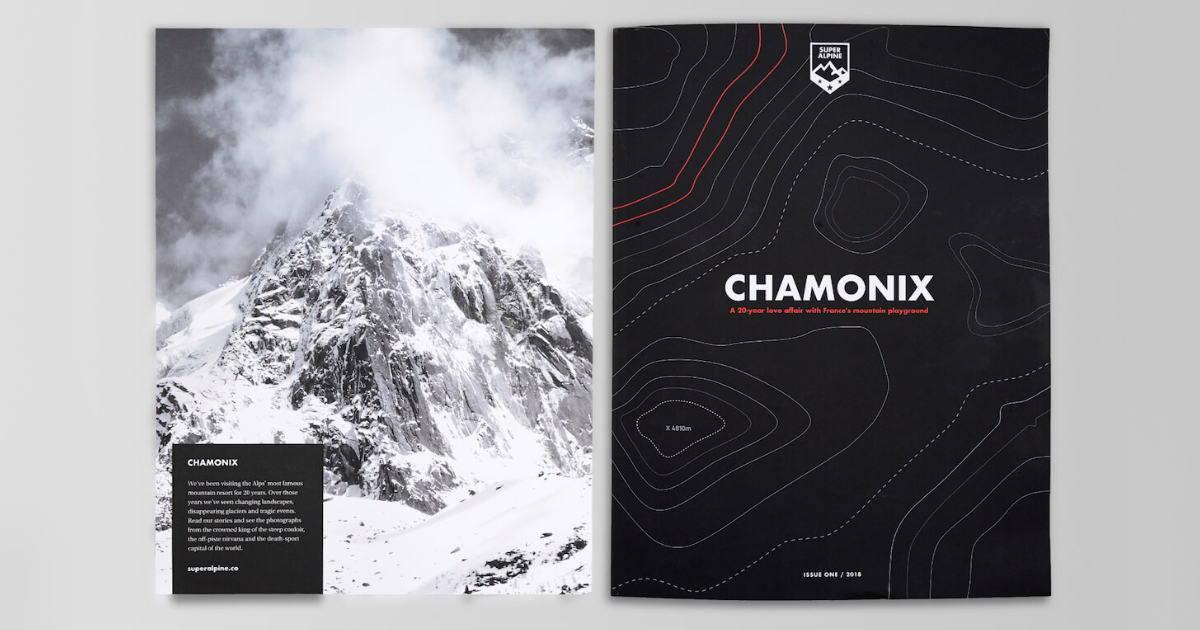 CHAMONIX
We've been visiting the Alps' most famous
mountain resort for 20 years. Over those
years we've seen changing landscapes,
disappearing glaciers and tragic events.
Read our stories and see the photographs
from the crowned king of the steep couloir,
the off-piste nirvana and the death-sport
capital of the world.
superalpine.co
SUPER
ALPINE
CHAMONIX
A 20-year love affair with France's mountain playground
X 4810m
ISSUE ONE / 2018